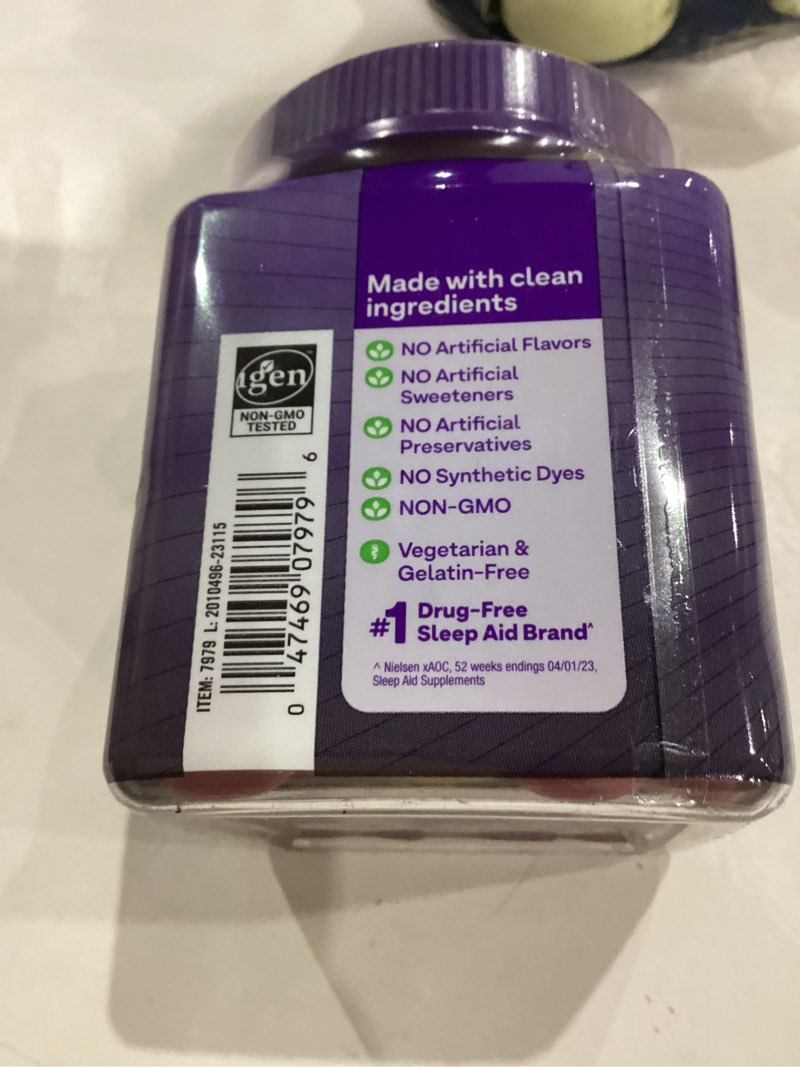 Made with clean
ingredients
NO Artificial Flavors
NO Artificial
Sweeteners
NO Artificial
Preservatives
NO Synthetic Dyes
NON-GMO
Vegetarian &
Gelatin-Free
#1 Drug-Free
Sleep Aid Brand^
^ Nielsen xAOC, 52 weeks endings 04/01/23,
Sleep Aid Supplements
igen
NON-GMO
TESTED
ITEM: 7979 L: 2010496-23115
0 47469 07979 6